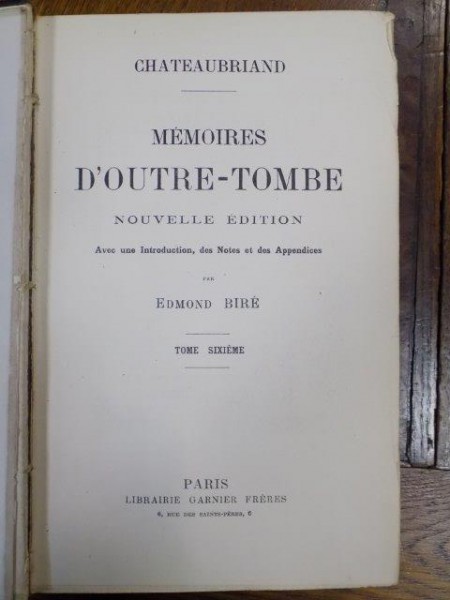 CHATEAUBRIAND
MÉMOIRES
D'OUTRE-TOMBE
NOUVELLE ÉDITION
Avec une Introduction, des Notes et des Appendices
PAR
EDMOND BIRÉ
TOME SIXIÈME
PARIS
LIBRAIRIE GARNIER FRÈRES
6, RUE DES SAINTS-PÈRES, 6